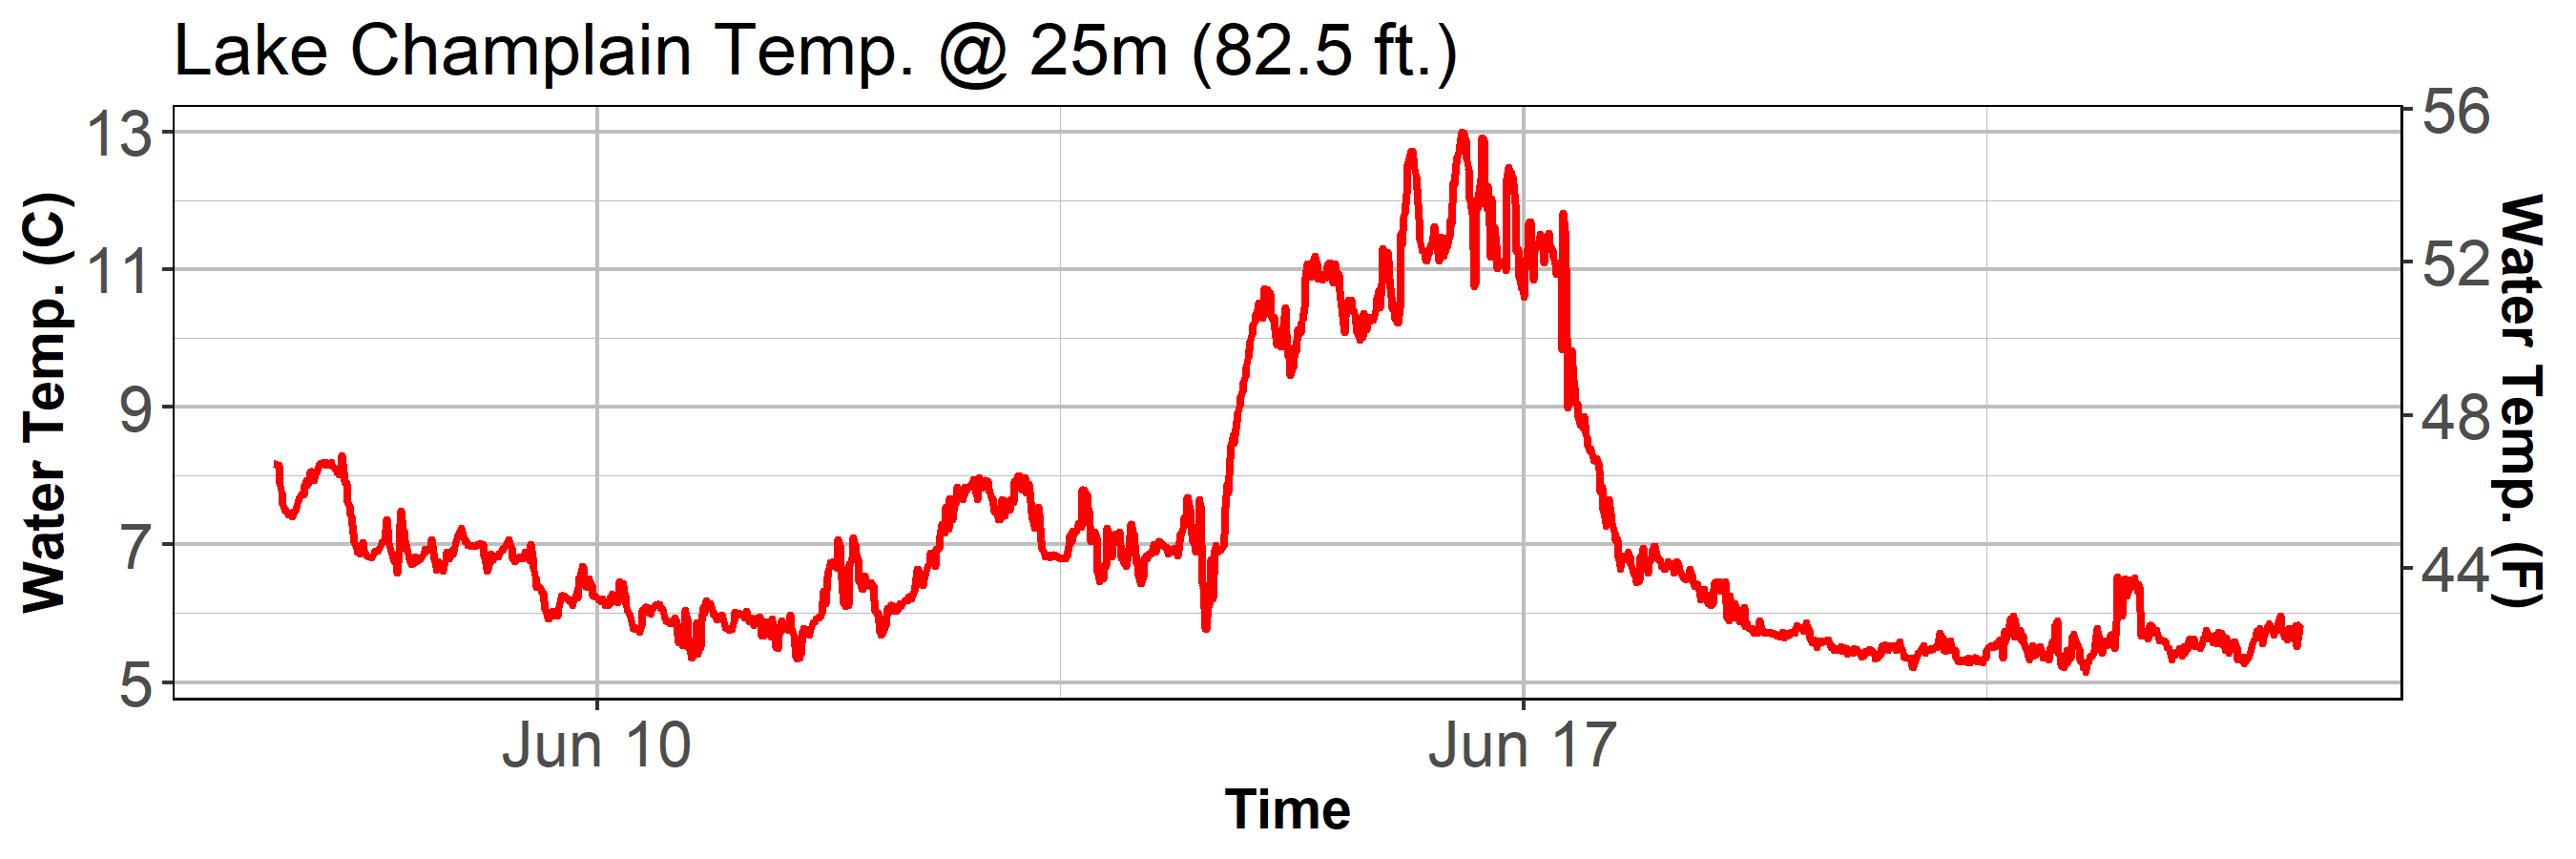 Lake Champlain Temp. @ 25m (82.5 ft.)
Water Temp. (C)
13
11
9
7
5
56
52
48
44
Water Temp. (F)
Jun 10
Jun 17
Time